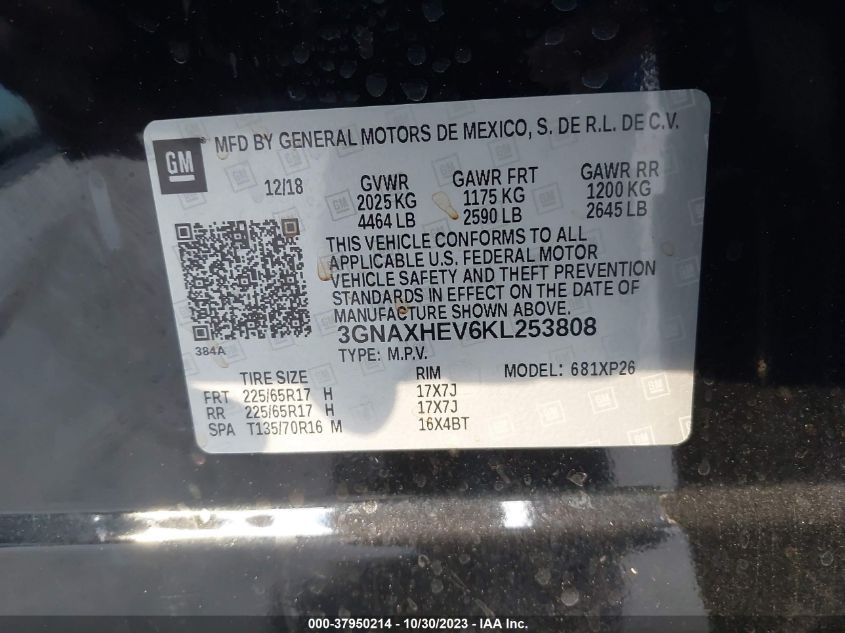 GM
MFD BY GENERAL MOTORS DE MEXICO, S. DE R.L. DE C.V.
12/18
GVWR
2025 KG
4464 LB
GAWR FRT
1175 KG
2590 LB
GAWR RR
1200 KG
2645 LB
THIS VEHICLE CONFORMS TO ALL
APPLICABLE U.S. FEDERAL MOTOR
VEHICLE SAFETY AND THEFT PREVENTION
STANDARDS IN EFFECT ON THE DATE OF
MANUFACTURE SHOWN ABOVE.
3GNAXHEV6KL253808
384A
TYPE: M.P.V.
MODEL: 681XP26
TIRE SIZE RIM
FRT 225/65R17 H 17X7J
RR 225/65R17 H 17X7J
SPA T135/70R16 M 16X4BT
000-37950214 - 10/30/2023 - IAA Inc.